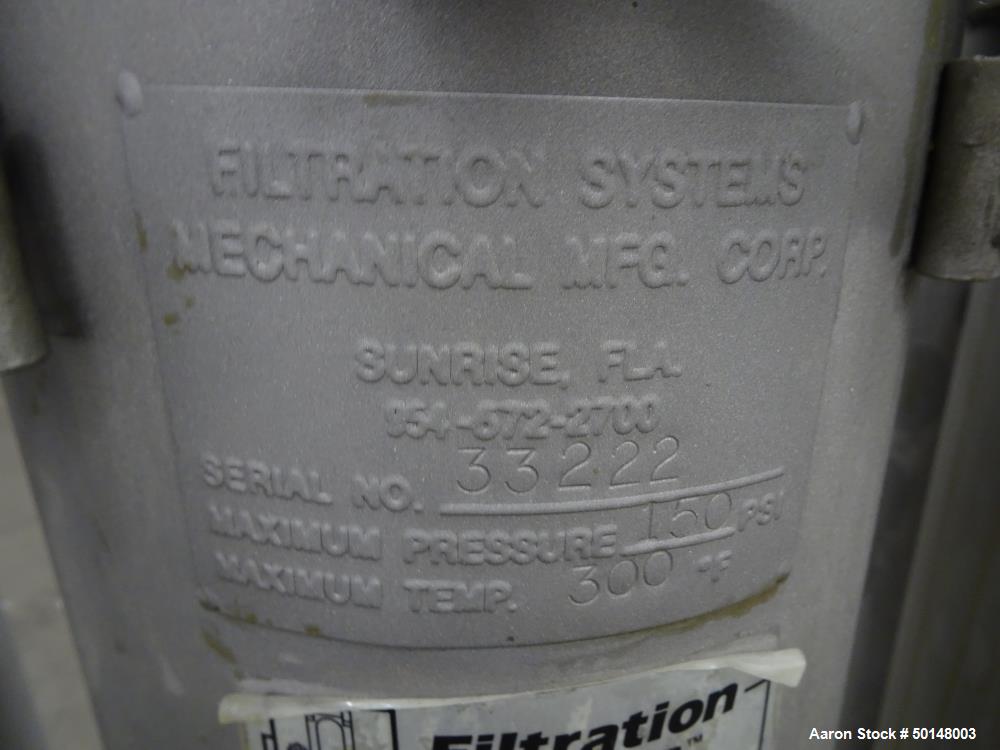 FILTRATION SYSTEMS
MECHANICAL MFG. CORP.
SUNRISE, FLA.
954-572-2700
SERIAL NO. 33222
MAXIMUM PRESSURE 150 PSI
MAXIMUM TEMP. 300 °F
Filtration
Aaron Stock # 50148003